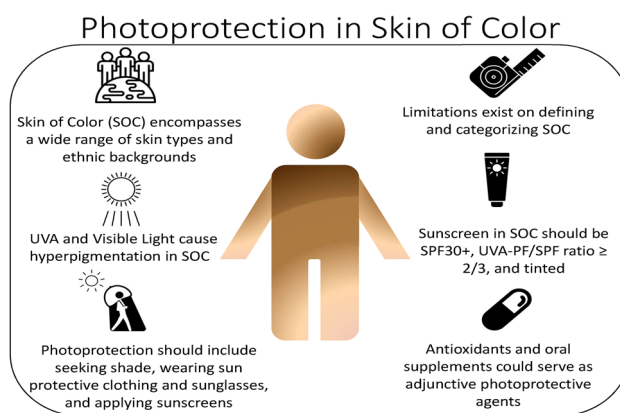 Photoprotection in Skin of Color
Skin of Color (SOC) encompasses
a wide range of skin types and
ethnic backgrounds
UVA and Visible Light cause
hyperpigmentation in SOC
Photoprotection should include
seeking shade, wearing sun
protective clothing and sunglasses,
and applying sunscreens
Limitations exist on defining
and categorizing SOC
Sunscreen in SOC should be
SPF30+, UVA-PF/SPF ratio ≥
2/3, and tinted
Antioxidants and oral
supplements could serve as
adjunctive photoprotective
agents